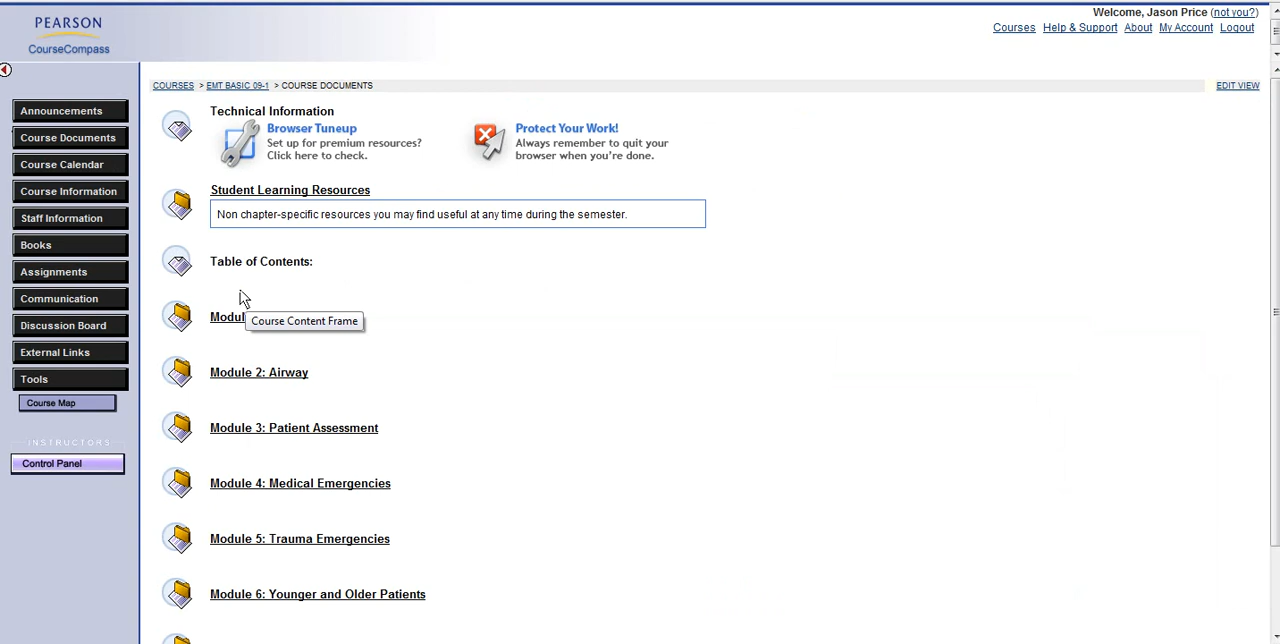 PEARSON
CourseCompass
Welcome, Jason Price (not you?)
Courses Help & Support About My Account Logout
COURSES > EMT BASIC 09-1 > COURSE DOCUMENTS
EDIT VIEW
Announcements
Course Documents
Course Calendar
Course Information
Staff Information
Books
Assignments
Communication
Discussion Board
External Links
Tools
Course Map
INSTRUCTORS
Control Panel
Technical Information
Browser Tuneup
Set up for premium resources?
Click here to check.
Protect Your Work!
Always remember to quit your
browser when you're done.
Student Learning Resources
Non chapter-specific resources you may find useful at any time during the semester.
Table of Contents:
Modul
Course Content Frame
Module 2: Airway
Module 3: Patient Assessment
Module 4: Medical Emergencies
Module 5: Trauma Emergencies
Module 6: Younger and Older Patients